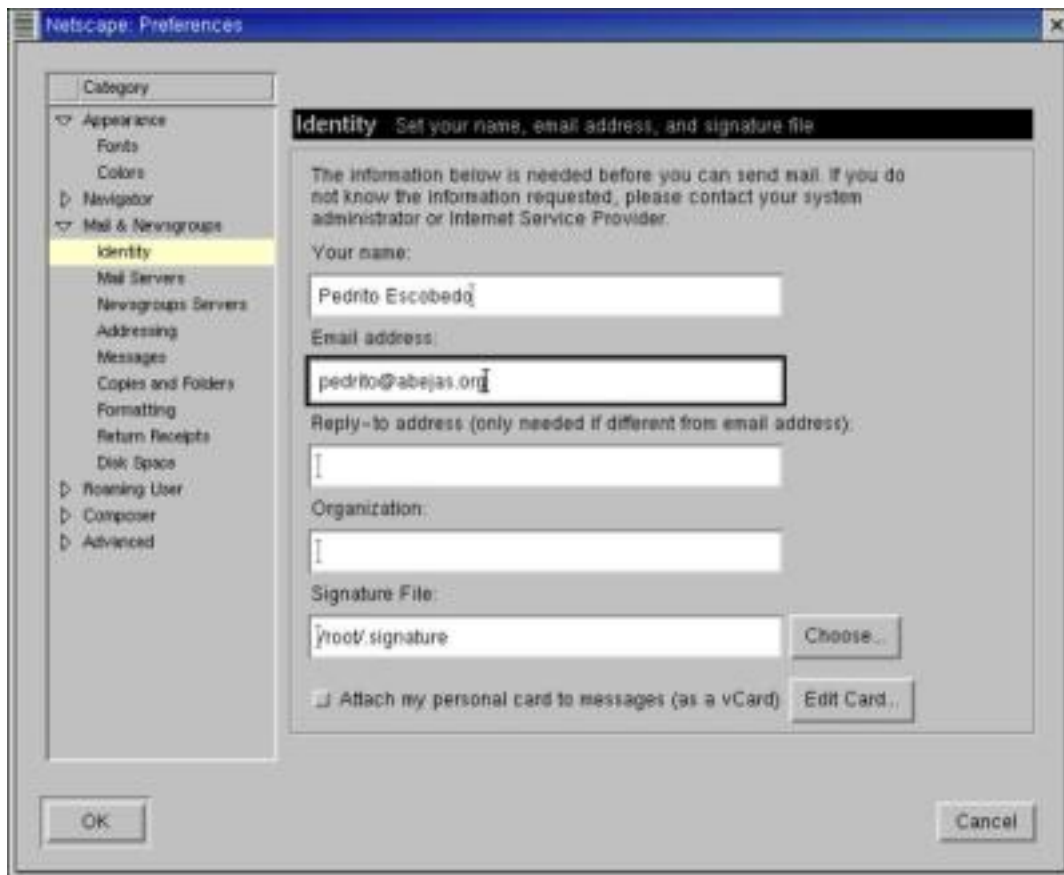 Netscape: Preferences
Category
Appearance
Fonts
Colors
Navigator
Mail & Newsgroups
Identity
Mail Servers
Newsgroups Servers
Addressing
Messages
Copies and Folders
Formatting
Return Receipts
Disk Space
Roaming User
Composer
Advanced
Identity Set your name, email address, and signature file
The information below is needed before you can send mail. If you do
not know the information requested, please contact your system
administrator or Internet Service Provider.
Your name:
Pedrito Escobedo
Email address:
pedrito@abejas.org
Reply-to address (only needed if different from email address):
Organization:
Signature File:
/root/.signature
Choose...
Attach my personal card to messages (as a vCard)
Edit Card...
OK
Cancel